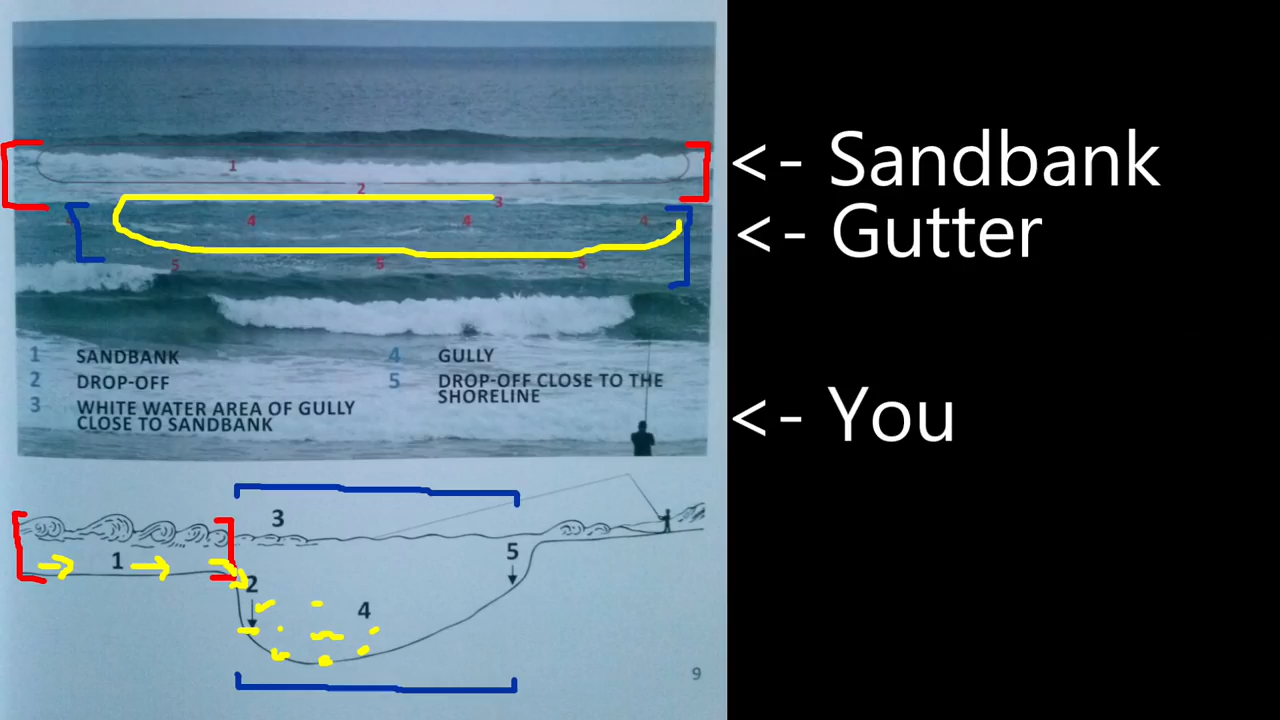 <- Sandbank
<- Gutter
<- You
1
2
3
4 4 4
5 5 5
1 SANDBANK
2 DROP-OFF
3 WHITE WATER AREA OF GULLY
CLOSE TO SANDBANK
4 GULLY
5 DROP-OFF CLOSE TO THE
SHORELINE
3
1
5
2
4
9